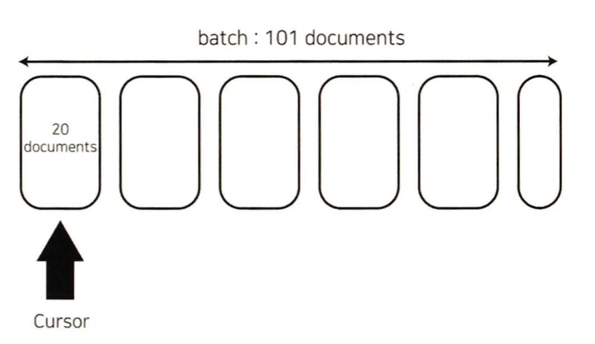 batch : 101 documents
20
documents
Cursor